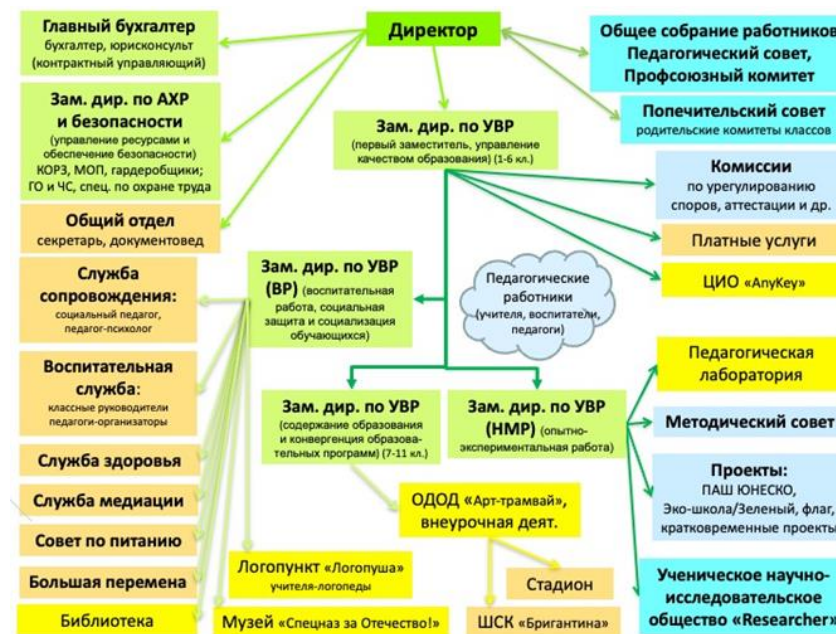 Директор
Главный бухгалтер
бухгалтер, юрисконсульт
(контрактный управляющий)
Зам. дир. по АХР
и безопасности
(управление ресурсами и
обеспечение безопасности)
КОРЗ, МОП, гардеробщики;
ГО и ЧС, спец. по охране труда
Общий отдел
секретарь, документовед
Общее собрание работников
Педагогический совет,
Профсоюзный комитет
Попечительский совет
родительские комитеты классов
Зам. дир. по УВР
(первый заместитель, управление
качеством образования) (1-6 кл.)
Комиссии
по урегулированию
споров, аттестации и др.
Платные услуги
ЦИО «AnyKey»
Зам. дир. по УВР
(ВР) (воспитательная
работа, социальная
защита и социализация
обучающихся)
Педагогические
работники
(учителя, воспитатели,
педагоги)
Служба
сопровождения:
социальный педагог,
педагог-психолог
Воспитательная
служба:
классные руководители
педагоги-организаторы
Служба здоровья
Служба медиации
Совет по питанию
Большая перемена
Библиотека
Зам. дир. по УВР
(содержание образования
и конвергенция образова-
тельных программ) (7-11 кл.)
Зам. дир. по УВР
(НМР) (опытно-
экспериментальная работа)
Педагогическая
лаборатория
Методический совет
Проекты:
ПАШ ЮНЕСКО,
Эко-школа/Зеленый, флаг,
кратковременные проекты
Ученическое научно-
исследовательское
общество «Researcher»
ОДОД «Арт-трамвай»,
внеурочная деят.
Логопункт «Логопуша»
учителя-логопеды
Музей «Спецназ за Отечество!»
Стадион
ШСК «Бригантина»